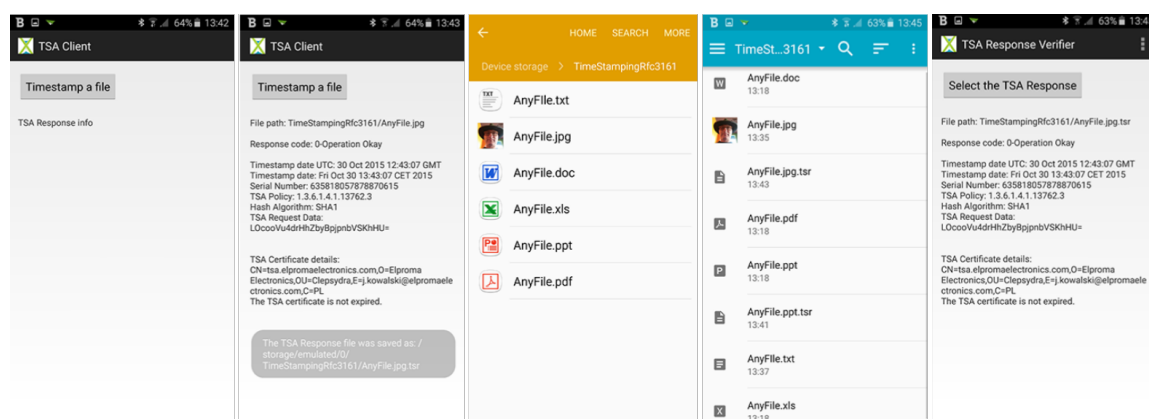 B 64% 13:42
TSA Client
Timestamp a file
TSA Response info
B 64% 13:43
TSA Client
Timestamp a file
File path: TimeStampingRfc3161/AnyFile.jpg
Response code: 0-Operation Okay
Timestamp date UTC: 30 Oct 2015 12:43:07 GMT
Timestamp date: Fri Oct 30 13:43:07 CET 2015
Serial Number: 635818057878870615
TSA Policy: 1.3.6.1.4.1.13762.3
Hash Algorithm: SHA1
TSA Request Data:
LOcooVu4drHhZbyBpjpnbVSKhHU=
TSA Certificate details:
CN=tsa.elpromaelectronics.com,O=Elproma
Electronics,OU=Clepsydra,E=j.kowalski@elpromaele
ctronics.com,C=PL
The TSA certificate is not expired.
The TSA Response file was saved as: /
storage/emulated/0/
TimeStampingRfc3161/AnyFile.jpg.tsr
HOME SEARCH MORE
Device storage > TimeStampingRfc3161
TXT
AnyFIle.txt
AnyFile.jpg
W
AnyFile.doc
X
AnyFile.xls
P
AnyFile.ppt
AnyFile.pdf
B 63% 13:45
TimeSt...3161
W
AnyFile.doc
13:18
AnyFile.jpg
13:35
AnyFile.jpg.tsr
13:43
AnyFile.pdf
13:18
P
AnyFile.ppt
13:18
AnyFile.ppt.tsr
13:41
AnyFIle.txt
13:37
X
AnyFile.xls
13:18
B 63% 13:4
TSA Response Verifier
Select the TSA Response
File path: TimeStampingRfc3161/AnyFile.jpg.tsr
Response code: 0-Operation Okay
Timestamp date UTC: 30 Oct 2015 12:43:07 GMT
Timestamp date: Fri Oct 30 13:43:07 CET 2015
Serial Number: 635818057878870615
TSA Policy: 1.3.6.1.4.1.13762.3
Hash Algorithm: SHA1
TSA Request Data:
LOcooVu4drHhZbyBpjpnbVSKhHU=
TSA Certificate details:
CN=tsa.elpromaelectronics.com,O=Elproma
Electronics,OU=Clepsydra,E=j.kowalski@elpromaele
ctronics.com,C=PL
The TSA certificate is not expired.